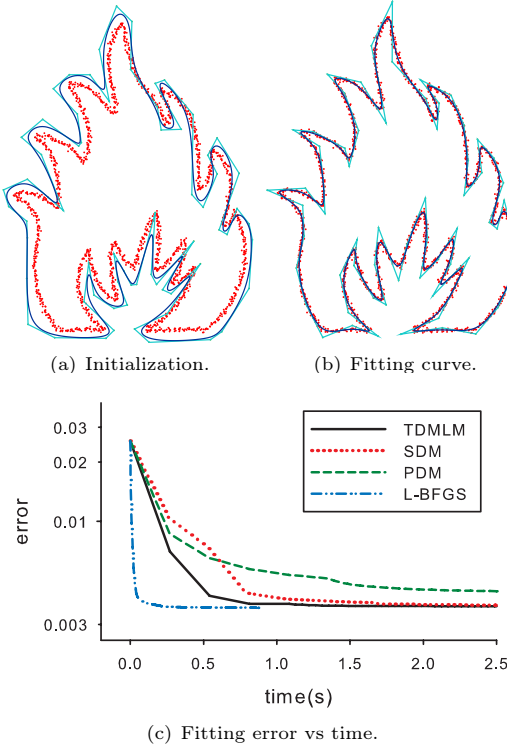 (a) Initialization.
(b) Fitting curve.
0.03
0.02
0.01
0.003
error
TDMLM
SDM
PDM
L-BFGS
0.0 0.5 1.0 1.5 2.0 2.5
time(s)
(c) Fitting error vs time.